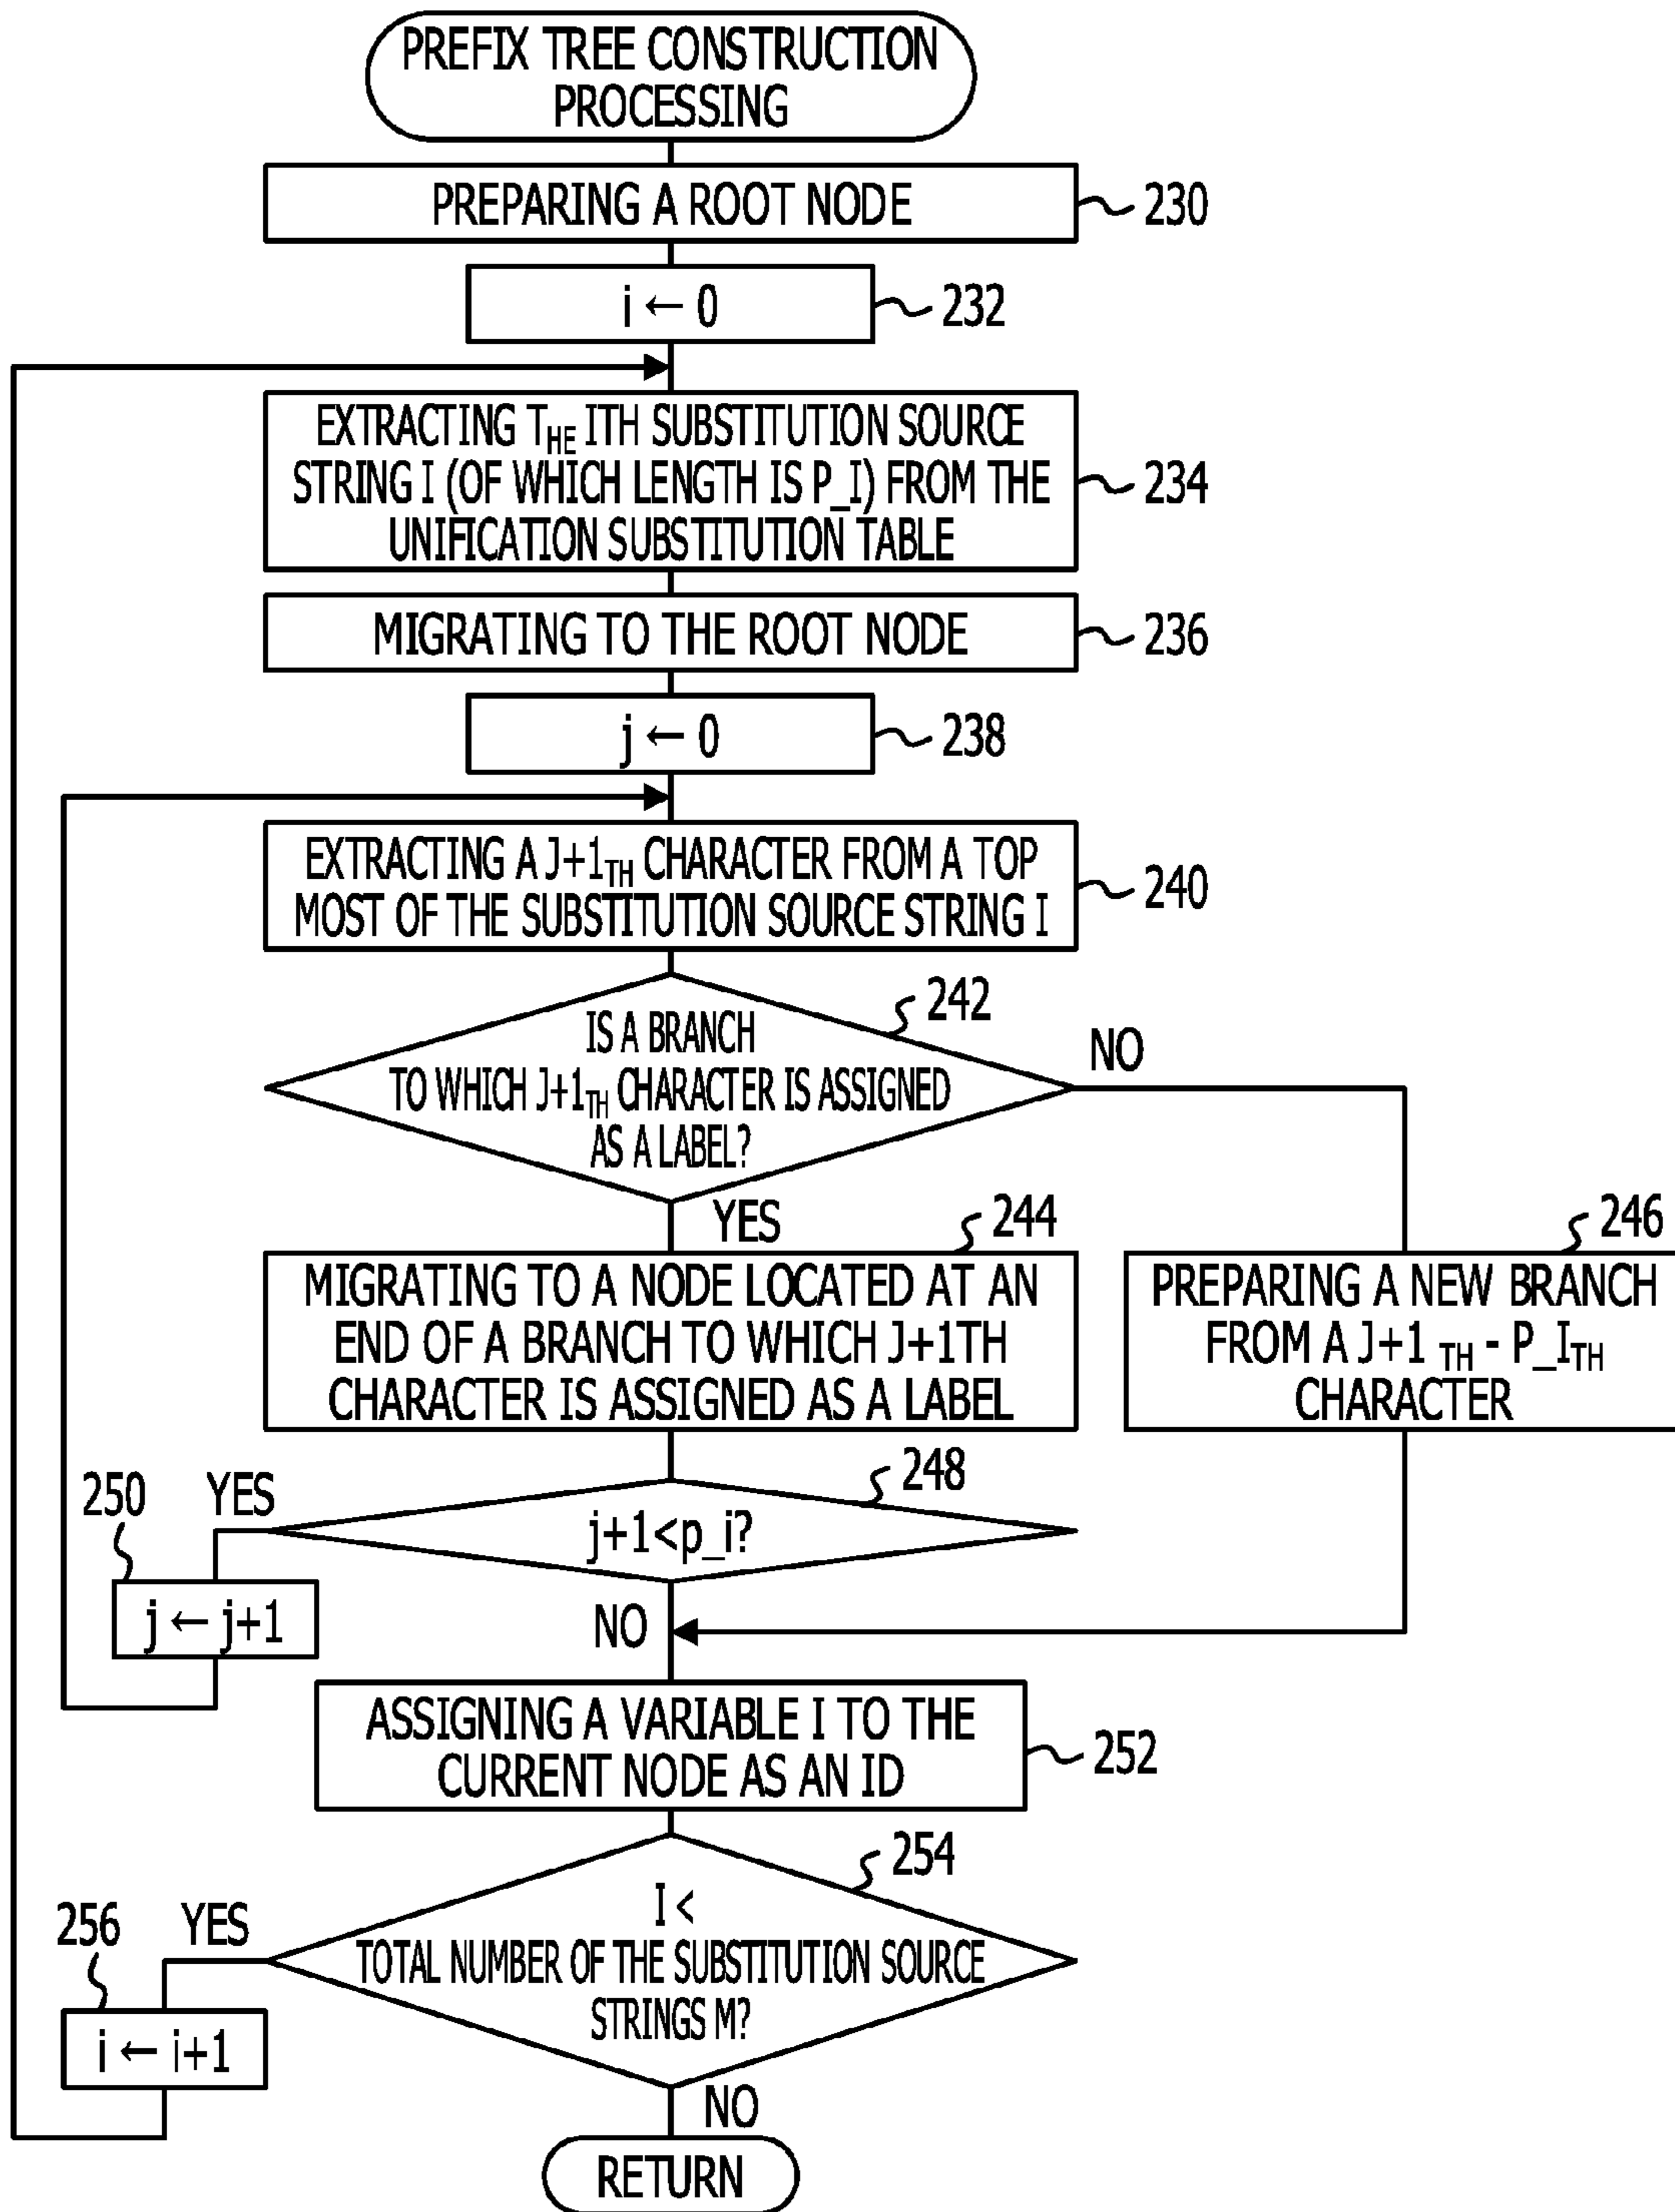 PREFIX TREE CONSTRUCTION
PROCESSING
PREPARING A ROOT NODE
230
i ← 0
232
EXTRACTING THE ITH SUBSTITUTION SOURCE
STRING I (OF WHICH LENGTH IS P_I) FROM THE
UNIFICATION SUBSTITUTION TABLE
234
MIGRATING TO THE ROOT NODE
236
j ← 0
238
EXTRACTING A J+1TH CHARACTER FROM A TOP
MOST OF THE SUBSTITUTION SOURCE STRING I
240
242
IS A BRANCH
TO WHICH J+1TH CHARACTER IS ASSIGNED
AS A LABEL?
NO
YES
244
MIGRATING TO A NODE LOCATED AT AN
END OF A BRANCH TO WHICH J+1TH
CHARACTER IS ASSIGNED AS A LABEL
246
PREPARING A NEW BRANCH
FROM A J+1 TH - P_ITH
CHARACTER
248
j+1<p_i?
YES
250
j ← j+1
NO
ASSIGNING A VARIABLE I TO THE
CURRENT NODE AS AN ID
252
254
I <
TOTAL NUMBER OF THE SUBSTITUTION SOURCE
STRINGS M?
YES
256
i ← i+1
NO
RETURN